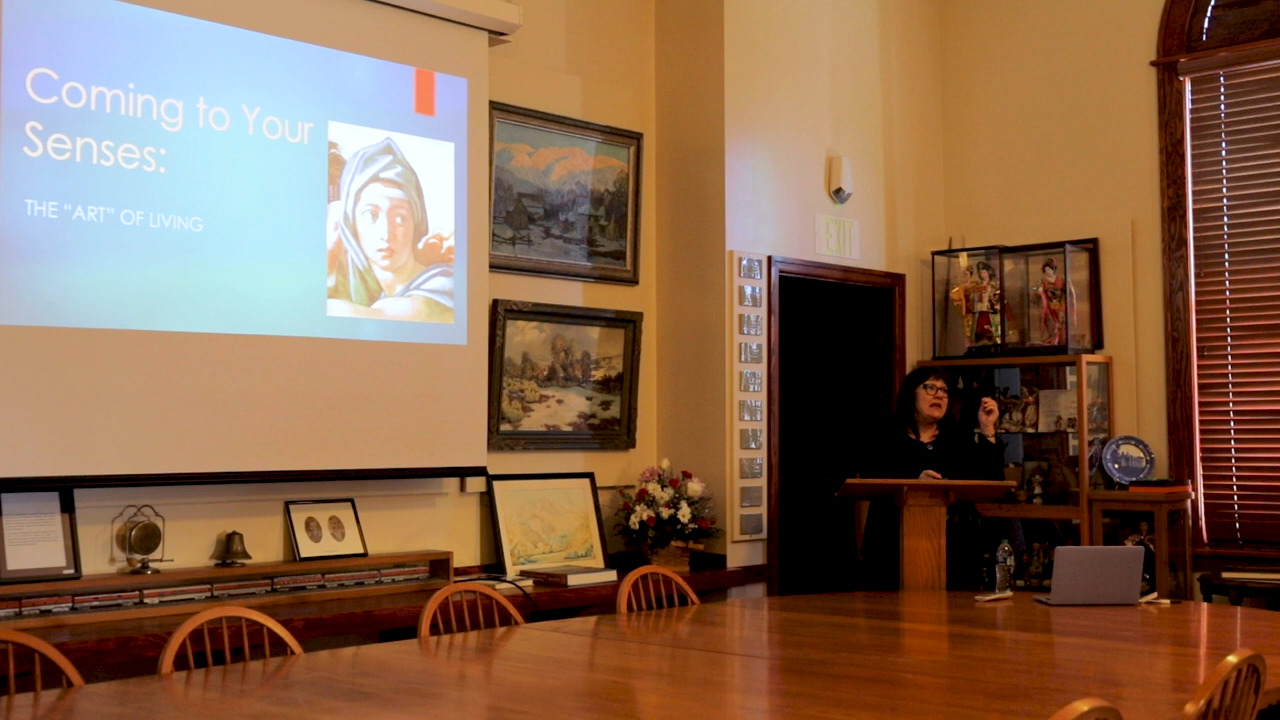 Coming to Your
Senses:
THE “ART” OF LIVING
EXIT